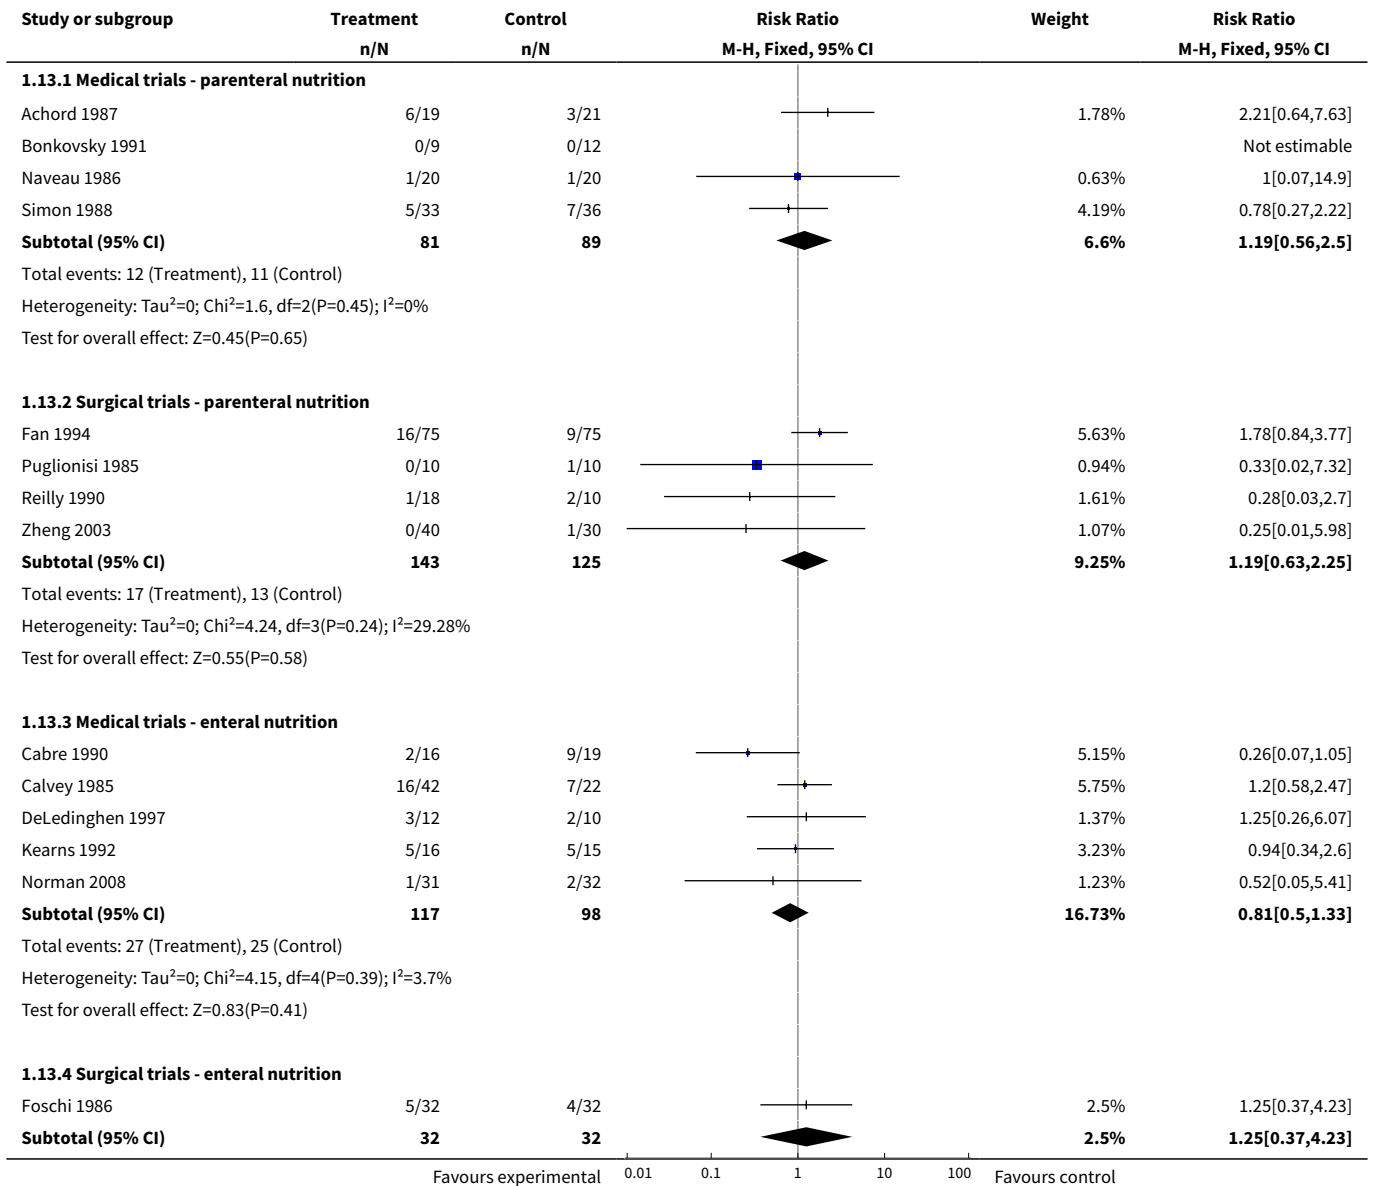 Study or subgroup Treatment Control Risk Ratio Weight Risk Ratio
n/N n/N M-H, Fixed, 95% CI M-H, Fixed, 95% CI
1.13.1 Medical trials - parenteral nutrition
Achord 1987 6/19 3/21 1.78% 2.21[0.64,7.63]
Bonkovsky 1991 0/9 0/12 Not estimable
Naveau 1986 1/20 1/20 0.63% 1[0.07,14.9]
Simon 1988 5/33 7/36 4.19% 0.78[0.27,2.22]
Subtotal (95% CI) 81 89 6.6% 1.19[0.56,2.5]
Total events: 12 (Treatment), 11 (Control)
Heterogeneity: Tau²=0; Chi²=1.6, df=2(P=0.45); I²=0%
Test for overall effect: Z=0.45(P=0.65)
1.13.2 Surgical trials - parenteral nutrition
Fan 1994 16/75 9/75 5.63% 1.78[0.84,3.77]
Puglionisi 1985 0/10 1/10 0.94% 0.33[0.02,7.32]
Reilly 1990 1/18 2/10 1.61% 0.28[0.03,2.7]
Zheng 2003 0/40 1/30 1.07% 0.25[0.01,5.98]
Subtotal (95% CI) 143 125 9.25% 1.19[0.63,2.25]
Total events: 17 (Treatment), 13 (Control)
Heterogeneity: Tau²=0; Chi²=4.24, df=3(P=0.24); I²=29.28%
Test for overall effect: Z=0.55(P=0.58)
1.13.3 Medical trials - enteral nutrition
Cabre 1990 2/16 9/19 5.15% 0.26[0.07,1.05]
Calvey 1985 16/42 7/22 5.75% 1.2[0.58,2.47]
DeLedinghen 1997 3/12 2/10 1.37% 1.25[0.26,6.07]
Kearns 1992 5/16 5/15 3.23% 0.94[0.34,2.6]
Norman 2008 1/31 2/32 1.23% 0.52[0.05,5.41]
Subtotal (95% CI) 117 98 16.73% 0.81[0.5,1.33]
Total events: 27 (Treatment), 25 (Control)
Heterogeneity: Tau²=0; Chi²=4.15, df=4(P=0.39); I²=3.7%
Test for overall effect: Z=0.83(P=0.41)
1.13.4 Surgical trials - enteral nutrition
Foschi 1986 5/32 4/32 2.5% 1.25[0.37,4.23]
Subtotal (95% CI) 32 32 2.5% 1.25[0.37,4.23]
Favours experimental 0.01 0.1 1 10 100 Favours control